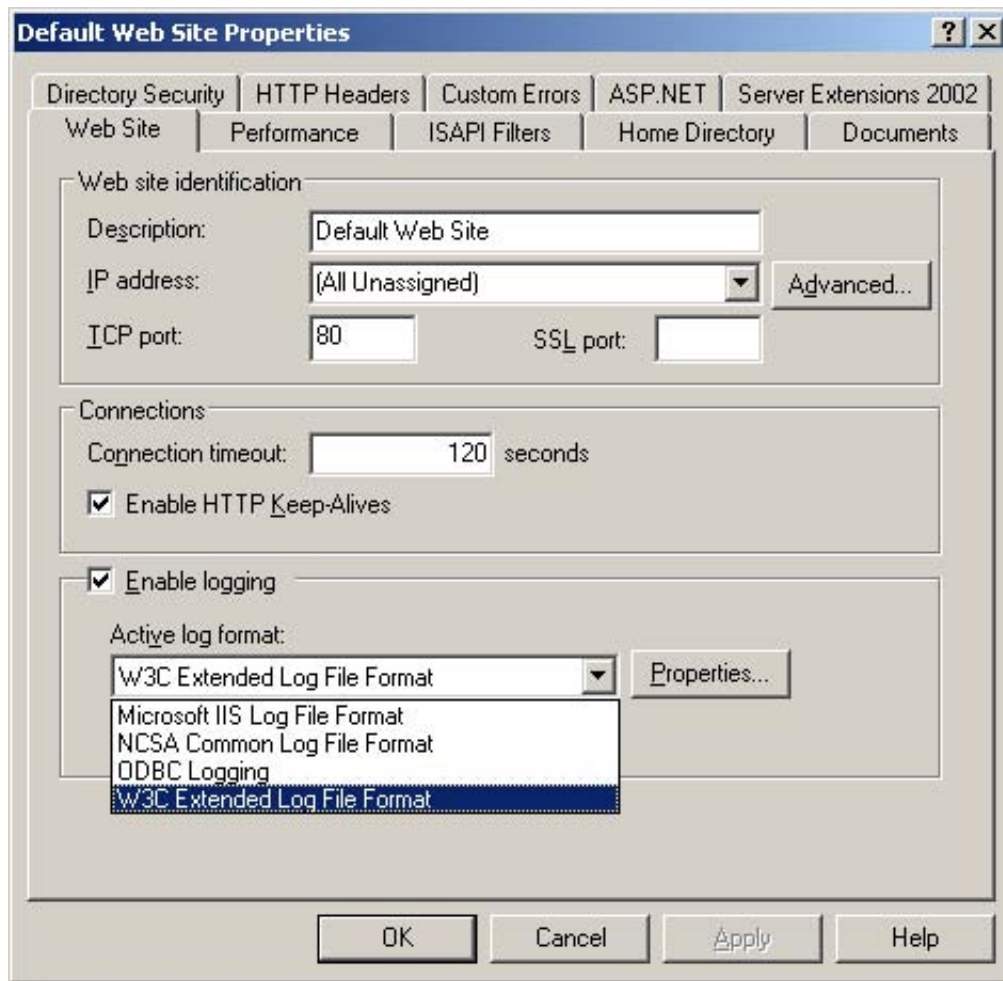 Default Web Site Properties
Directory Security HTTP Headers Custom Errors ASP.NET Server Extensions 2002
Web Site Performance ISAPI Filters Home Directory Documents
Web site identification
Description: Default Web Site
IP address: (All Unassigned) Advanced...
TCP port: 80 SSL port:
Connections
Connection timeout: 120 seconds
Enable HTTP Keep-Alives
Enable logging
Active log format:
W3C Extended Log File Format Properties...
Microsoft IIS Log File Format
NCSA Common Log File Format
ODBC Logging
W3C Extended Log File Format
OK Cancel Apply Help